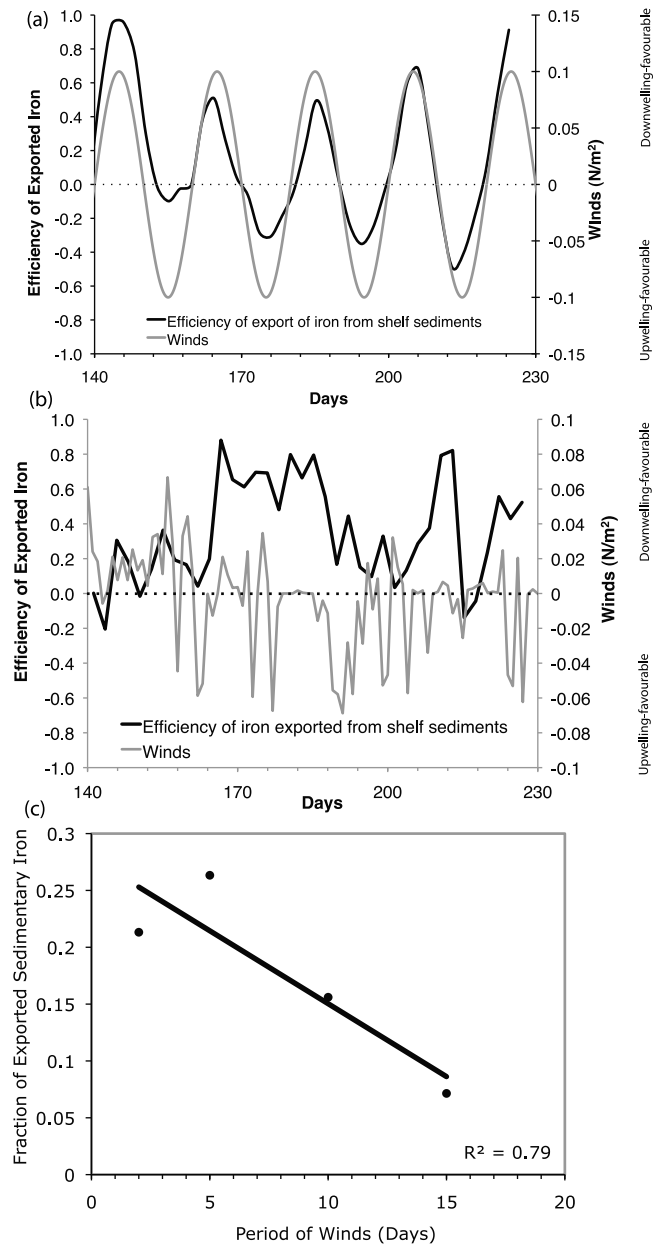 (a)
Efficiency of Exported Iron
1.0
0.8
0.6
0.4
0.2
0.0
-0.2
-0.4
-0.6
-0.8
-1.0
0.15
0.1
0.05
0
-0.05
-0.1
-0.15
WInds (N/m²)
Downwelling-favourable
Upwelling-favourable
Efficiency of export of iron from shelf sediments
Winds
140 170 200 230
Days
(b)
Efficiency of Exported Iron
1.0
0.8
0.6
0.4
0.2
0.0
-0.2
-0.4
-0.6
-0.8
-1.0
0.1
0.08
0.06
0.04
0.02
0
-0.02
-0.04
-0.06
-0.08
-0.1
Winds (N/m²)
Downwelling-favourable
Upwelling-favourable
Efficiency of iron exported from shelf sediments
Winds
140 170 200 230
Days
(c)
Fraction of Exported Sedimentary Iron
0.3
0.25
0.2
0.15
0.1
0.05
0
R² = 0.79
0 5 10 15 20
Period of Winds (Days)